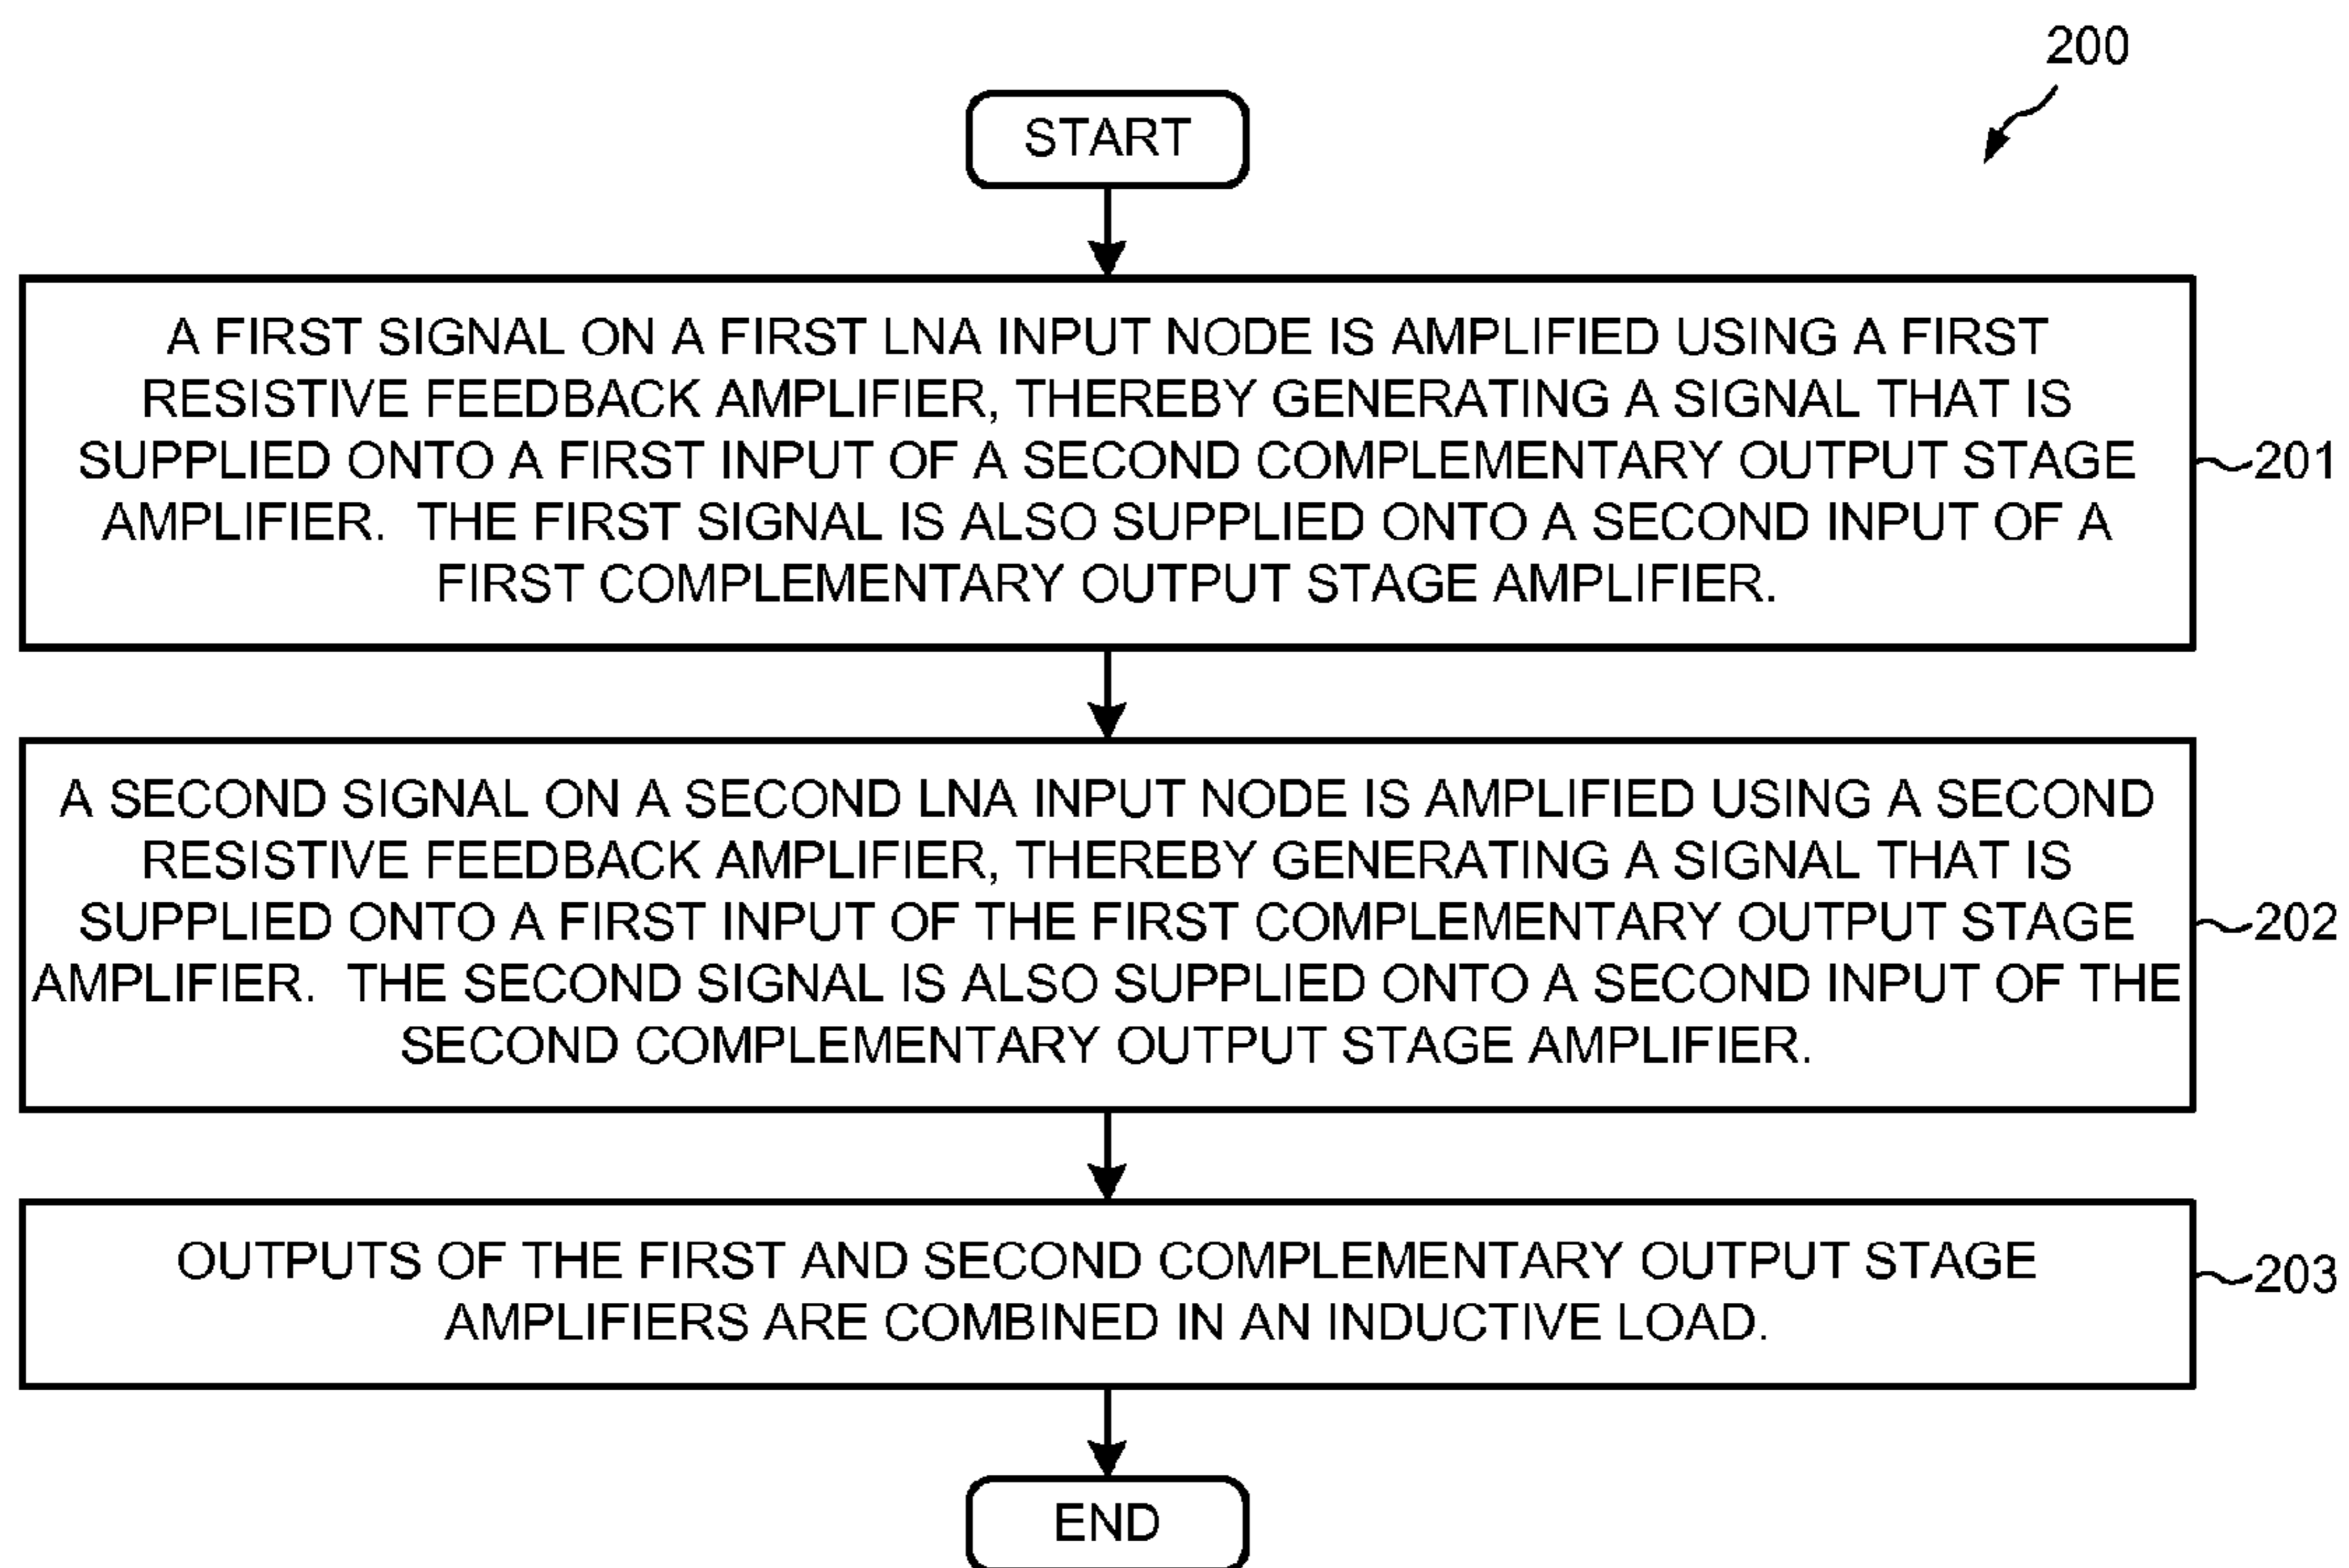 200
START
A FIRST SIGNAL ON A FIRST LNA INPUT NODE IS AMPLIFIED USING A FIRST
RESISTIVE FEEDBACK AMPLIFIER, THEREBY GENERATING A SIGNAL THAT IS
SUPPLIED ONTO A FIRST INPUT OF A SECOND COMPLEMENTARY OUTPUT STAGE
AMPLIFIER. THE FIRST SIGNAL IS ALSO SUPPLIED ONTO A SECOND INPUT OF A
FIRST COMPLEMENTARY OUTPUT STAGE AMPLIFIER.
201
A SECOND SIGNAL ON A SECOND LNA INPUT NODE IS AMPLIFIED USING A SECOND
RESISTIVE FEEDBACK AMPLIFIER, THEREBY GENERATING A SIGNAL THAT IS
SUPPLIED ONTO A FIRST INPUT OF THE FIRST COMPLEMENTARY OUTPUT STAGE
AMPLIFIER. THE SECOND SIGNAL IS ALSO SUPPLIED ONTO A SECOND INPUT OF THE
SECOND COMPLEMENTARY OUTPUT STAGE AMPLIFIER.
202
OUTPUTS OF THE FIRST AND SECOND COMPLEMENTARY OUTPUT STAGE
AMPLIFIERS ARE COMBINED IN AN INDUCTIVE LOAD.
203
END